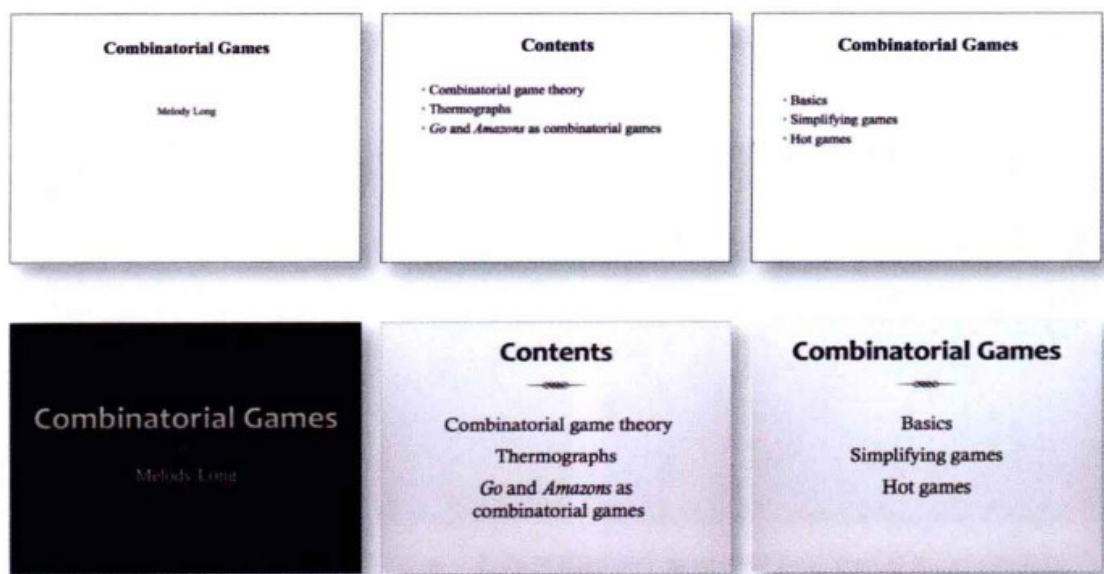 Combinatorial Games
Melody Long
Contents
· Combinatorial game theory
· Thermographs
· Go and Amazons as combinatorial games
Combinatorial Games
· Basics
· Simplifying games
· Hot games
Combinatorial Games
Melody Long
Contents
Combinatorial game theory
Thermographs
Go and Amazons as
combinatorial games
Combinatorial Games
Basics
Simplifying games
Hot games